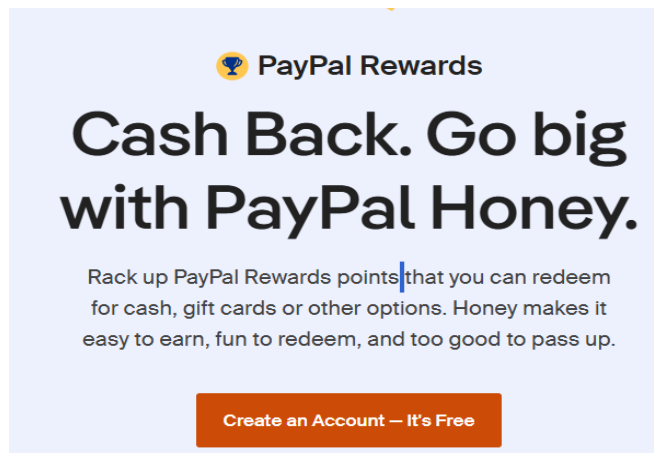 PayPal Rewards
Cash Back. Go big
with PayPal Honey.
Rack up PayPal Rewards points that you can redeem
for cash, gift cards or other options. Honey makes it
easy to earn, fun to redeem, and too good to pass up.
Create an Account — It's Free